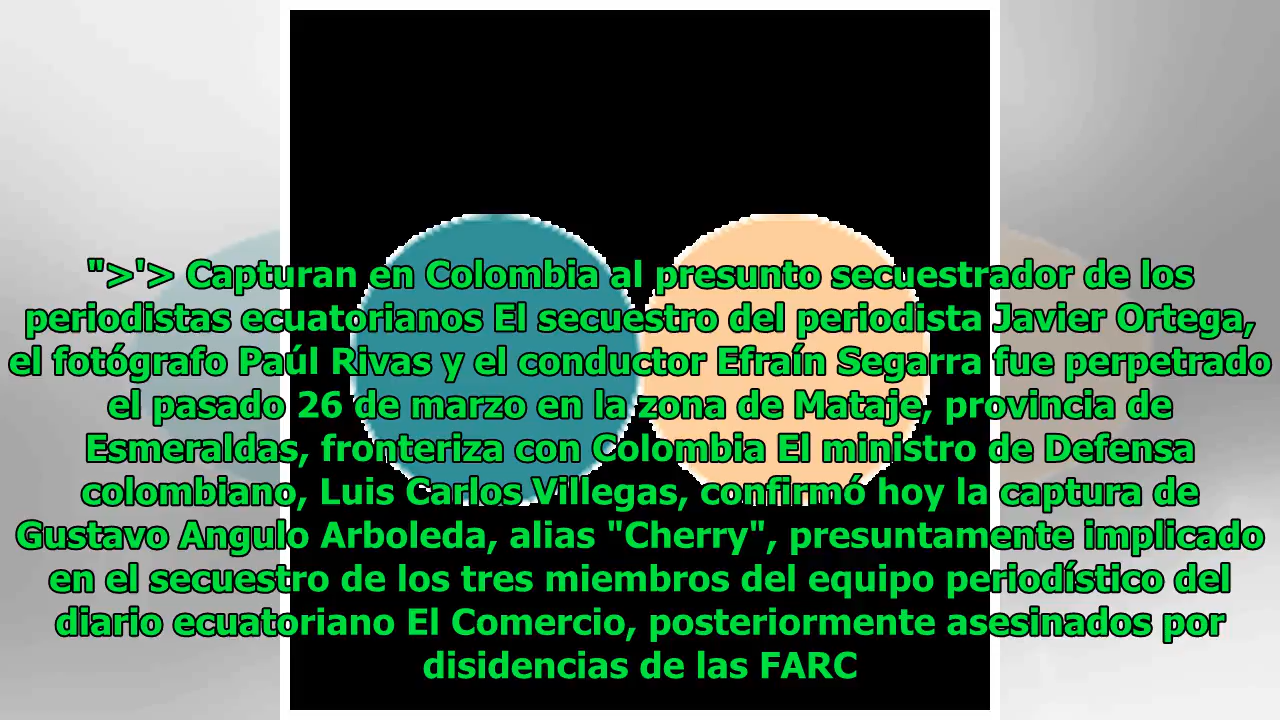 ">'> Capturan en Colombia al presunto secuestrador de los
periodistas ecuatorianos El secuestro del periodista Javier Ortega,
el fotógrafo Paúl Rivas y el conductor Efraín Segarra fue perpetrado
el pasado 26 de marzo en la zona de Mataje, provincia de
Esmeraldas, fronteriza con Colombia El ministro de Defensa
colombiano, Luis Carlos Villegas, confirmó hoy la captura de
Gustavo Angulo Arboleda, alias "Cherry", presuntamente implicado
en el secuestro de los tres miembros del equipo periodístico del
diario ecuatoriano El Comercio, posteriormente asesinados por
disidencias de las FARC